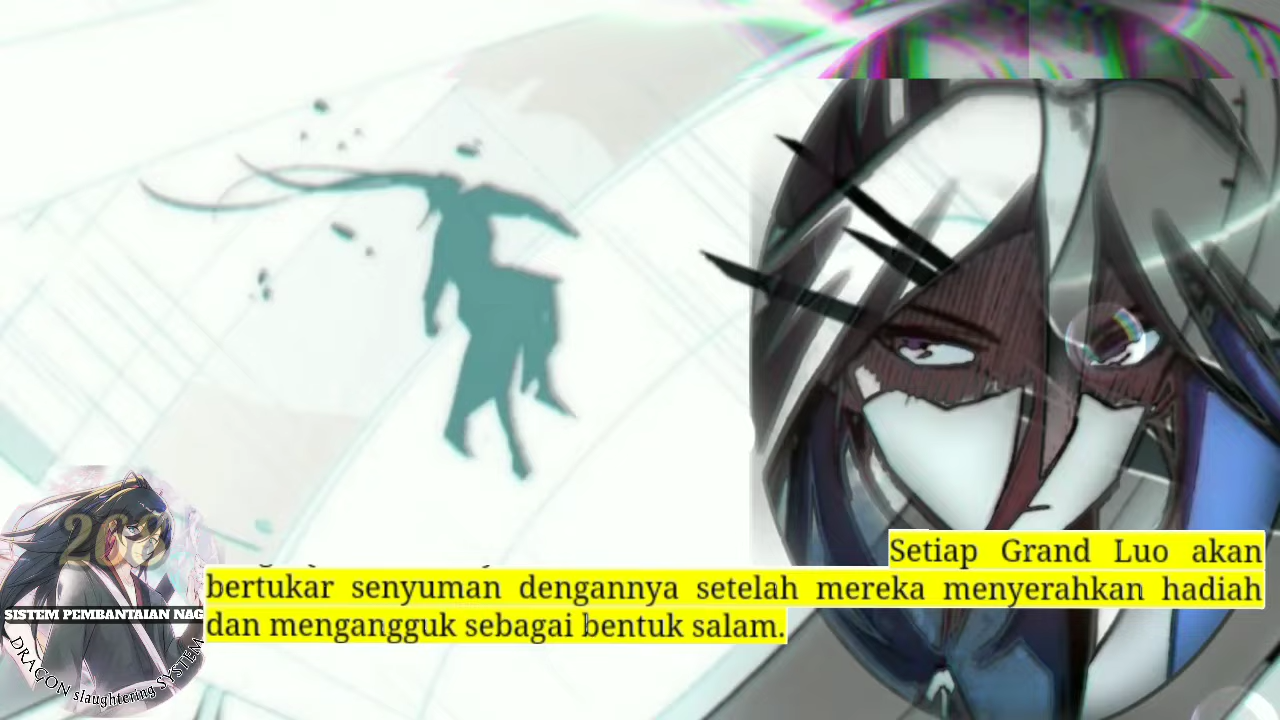 Setiap Grand Luo akan
bertukar senyuman dengannya setelah mereka menyerahkan hadiah
dan mengangguk sebagai bentuk salam.
SISTEM PEMBANTAIAN NAG
DRAGON slaughtering SYSTEM